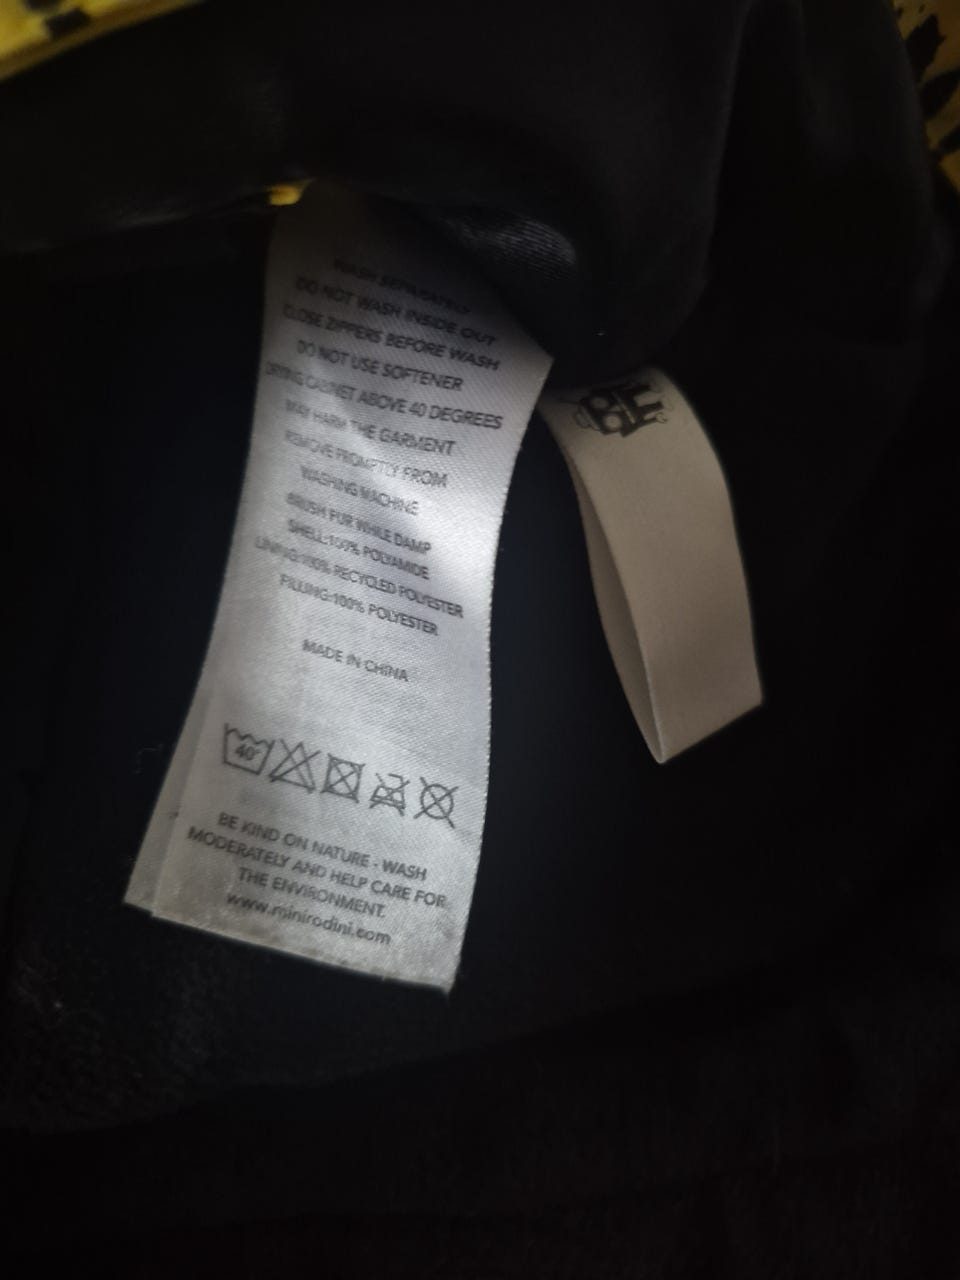 WASH SEPARATELY
DO NOT WASH INSIDE OUT
CLOSE ZIPPERS BEFORE WASH
DO NOT USE SOFTENER
DRYING CABINET ABOVE 40 DEGREES
MAY HARM THE GARMENT
REMOVE PROMPTLY FROM
WASHING MACHINE
BRUSH FUR WHILE DAMP
SHELL:100% POLYAMIDE
LINING:100% RECYCLED POLYESTER
FILLING:100% POLYESTER
MADE IN CHINA
40°
BE KIND ON NATURE - WASH
MODERATELY AND HELP CARE FOR
THE ENVIRONMENT.
www.minirodini.com